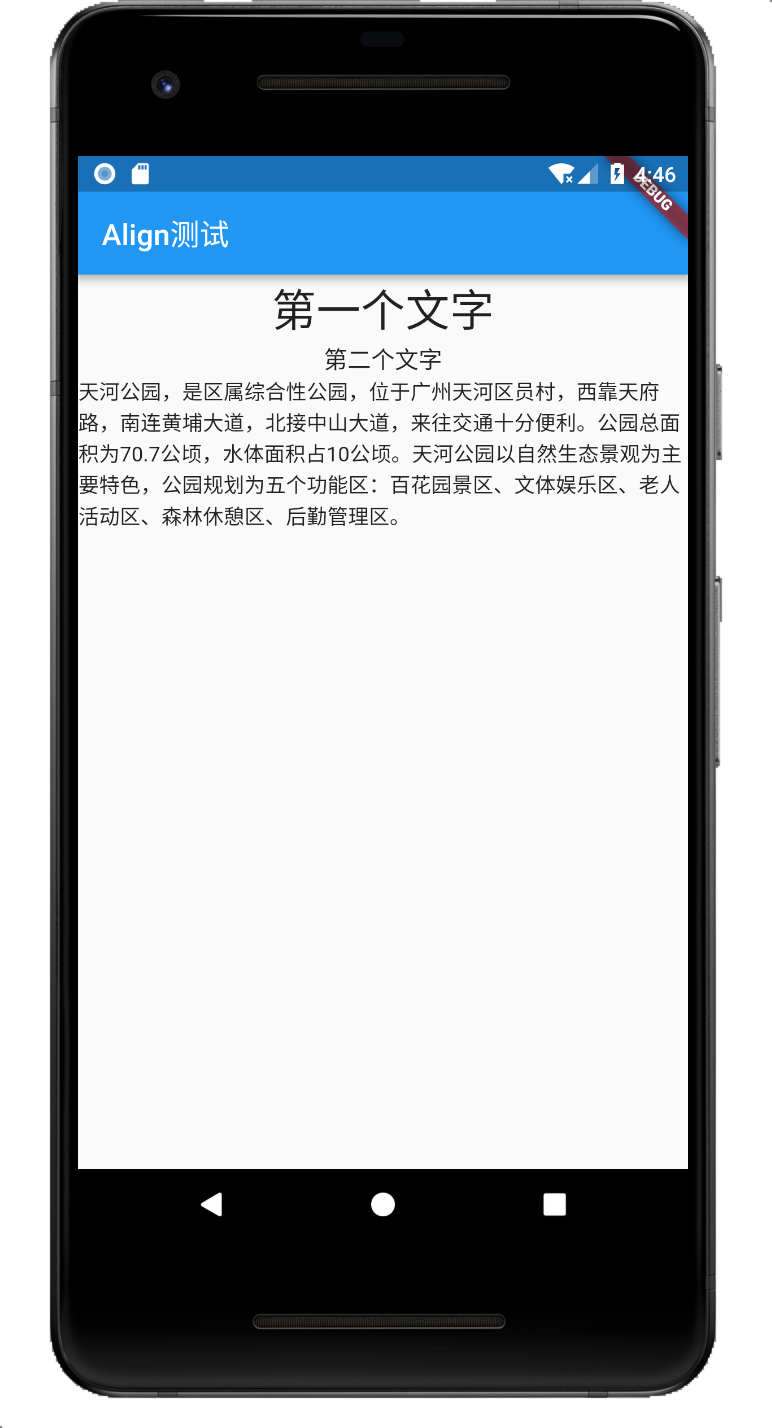 4:46
DEBUG
Align测试
第一个文字
第二个文字
天河公园，是区属综合性公园，位于广州天河区员村，西靠天府
路，南连黄埔大道，北接中山大道，来往交通十分便利。公园总面
积为70.7公顷，水体面积占10公顷。天河公园以自然生态景观为主
要特色，公园规划为五个功能区：百花园景区、文体娱乐区、老人
活动区、森林休憩区、后勤管理区。